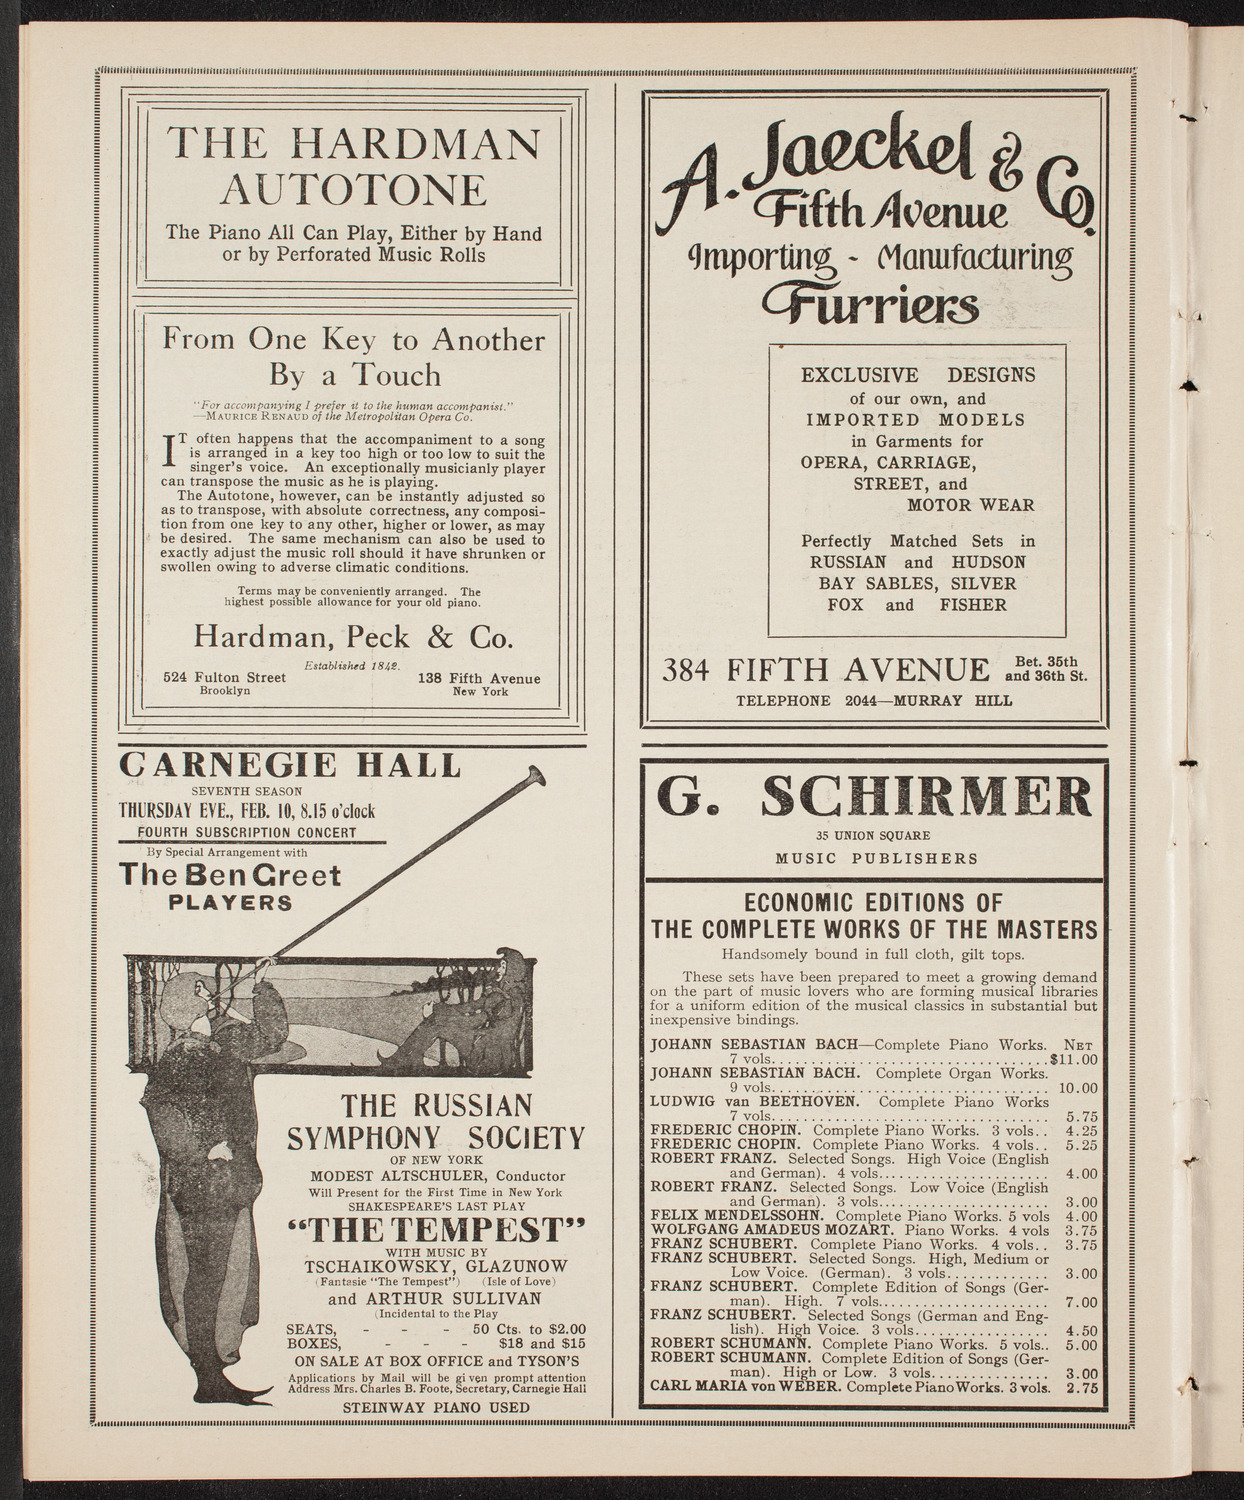 THE HARDMAN
AUTOTONE
The Piano All Can Play, Either by Hand
or by Perforated Music Rolls
From One Key to Another
By a Touch
"For accompanying I prefer it to the human accompanist."
—MAURICE RENAUD of the Metropolitan Opera Co.
IT often happens that the accompaniment to a song
is arranged in a key too high or too low to suit the
singer's voice. An exceptionally musicianly player
can transpose the music as he is playing.
The Autotone, however, can be instantly adjusted so
as to transpose, with absolute correctness, any composi-
tion from one key to any other, higher or lower, as may
be desired. The same mechanism can also be used to
exactly adjust the music roll should it have shrunken or
swollen owing to adverse climatic conditions.
Terms may be conveniently arranged. The
highest possible allowance for your old piano.
Hardman, Peck & Co.
Established 1842.
524 Fulton Street 138 Fifth Avenue
Brooklyn New York
CARNEGIE HALL
SEVENTH SEASON
THURSDAY EVE., FEB. 10, 8.15 o'clock
FOURTH SUBSCRIPTION CONCERT
By Special Arrangement with
The Ben Greet
PLAYERS
THE RUSSIAN
SYMPHONY SOCIETY
OF NEW YORK
MODEST ALTSCHULER, Conductor
Will Present for the First Time in New York
SHAKESPEARE'S LAST PLAY
"THE TEMPEST"
WITH MUSIC BY
TSCHAIKOWSKY, GLAZUNOW
(Fantasie "The Tempest") (Isle of Love)
and ARTHUR SULLIVAN
(Incidental to the Play
SEATS, - - - 50 Cts. to $2.00
BOXES, - - - $18 and $15
ON SALE AT BOX OFFICE and TYSON'S
Applications by Mail will be given prompt attention
Address Mrs. Charles B. Foote, Secretary, Carnegie Hall
STEINWAY PIANO USED
A. Jaeckel & Co.
Fifth Avenue
Importing - Manufacturing
Furriers
EXCLUSIVE DESIGNS
of our own, and
IMPORTED MODELS
in Garments for
OPERA, CARRIAGE,
STREET, and
MOTOR WEAR
Perfectly Matched Sets in
RUSSIAN and HUDSON
BAY SABLES, SILVER
FOX and FISHER
384 FIFTH AVENUE Bet. 35th
and 36th St.
TELEPHONE 2044—MURRAY HILL
G. SCHIRMER
35 UNION SQUARE
MUSIC PUBLISHERS
ECONOMIC EDITIONS OF
THE COMPLETE WORKS OF THE MASTERS
Handsomely bound in full cloth, gilt tops.
These sets have been prepared to meet a growing demand
on the part of music lovers who are forming musical libraries
for a uniform edition of the musical classics in substantial but
inexpensive bindings.
JOHANN SEBASTIAN BACH—Complete Piano Works. NET
7 vols. $11.00
JOHANN SEBASTIAN BACH. Complete Organ Works.
9 vols. 10.00
LUDWIG van BEETHOVEN. Complete Piano Works
7 vols. 5.75
FREDERIC CHOPIN. Complete Piano Works. 3 vols.. 4.25
FREDERIC CHOPIN. Complete Piano Works. 4 vols.. 5.25
ROBERT FRANZ. Selected Songs. High Voice (English
and German). 4 vols. 4.00
ROBERT FRANZ. Selected Songs. Low Voice (English
and German). 3 vols. 3.00
FELIX MENDELSSOHN. Complete Piano Works. 5 vols 4.00
WOLFGANG AMADEUS MOZART. Piano Works. 4 vols 3.75
FRANZ SCHUBERT. Complete Piano Works. 4 vols.. 3.75
FRANZ SCHUBERT. Selected Songs. High, Medium or
Low Voice. (German). 3 vols. 3.00
FRANZ SCHUBERT. Complete Edition of Songs (Ger-
man). High. 7 vols. 7.00
FRANZ SCHUBERT. Selected Songs (German and Eng-
lish). High Voice. 3 vols. 4.50
ROBERT SCHUMANN. Complete Piano Works. 5 vols.. 5.00
ROBERT SCHUMANN. Complete Edition of Songs (Ger-
man). High or Low. 3 vols. 3.00
CARL MARIA von WEBER. Complete Piano Works. 3 vols. 2.75